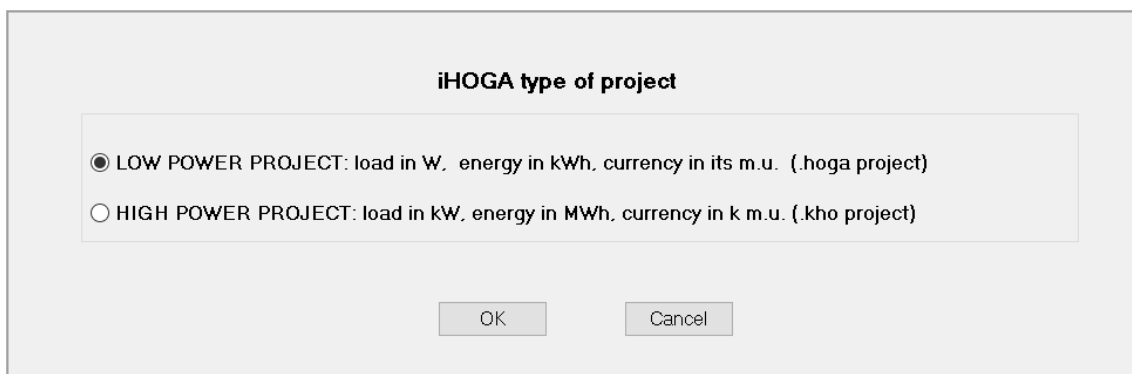 iHOGA type of project
LOW POWER PROJECT: load in W, energy in kWh, currency in its m.u. (.hoga project)
HIGH POWER PROJECT: load in kW, energy in MWh, currency in k m.u. (.kho project)
OK
Cancel